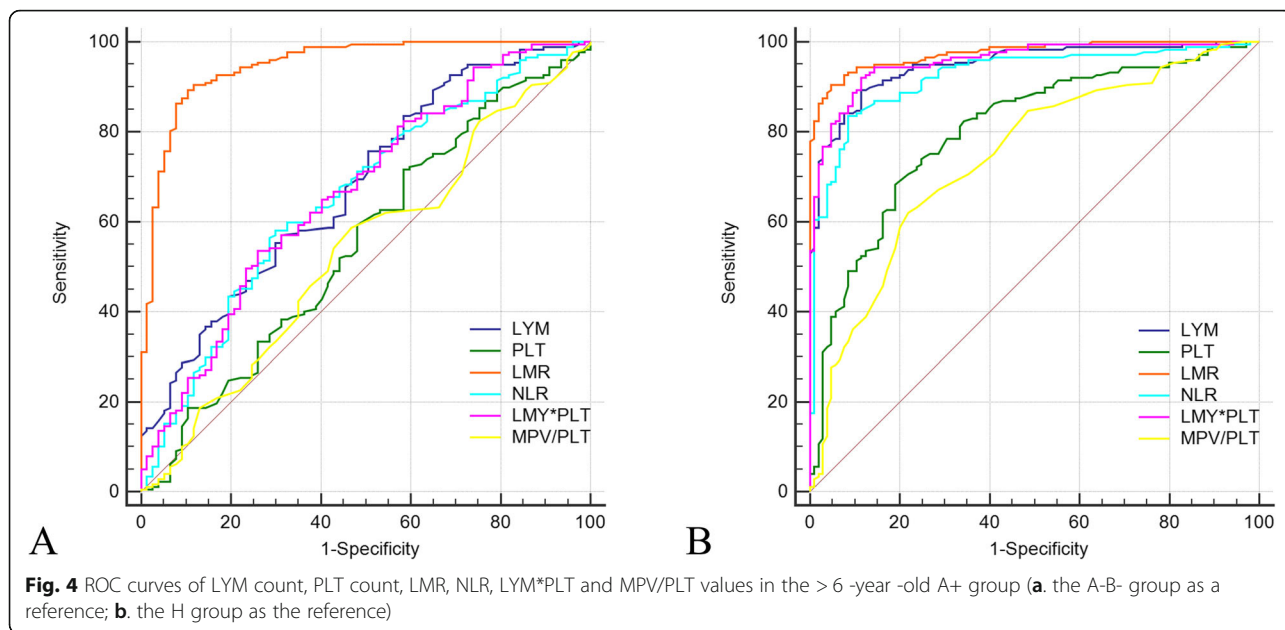 100
80
60
40
20
0
Sensitivity
LYM
PLT
LMR
NLR
LMY*PLT
MPV/PLT
0 20 40 60 80 100
1-Specificity
A
100
80
60
40
20
0
Sensitivity
LYM
PLT
LMR
NLR
LMY*PLT
MPV/PLT
0 20 40 60 80 100
1-Specificity
B
Fig. 4 ROC curves of LYM count, PLT count, LMR, NLR, LYM*PLT and MPV/PLT values in the > 6 -year -old A+ group (a. the A-B- group as a
reference; b. the H group as the reference)